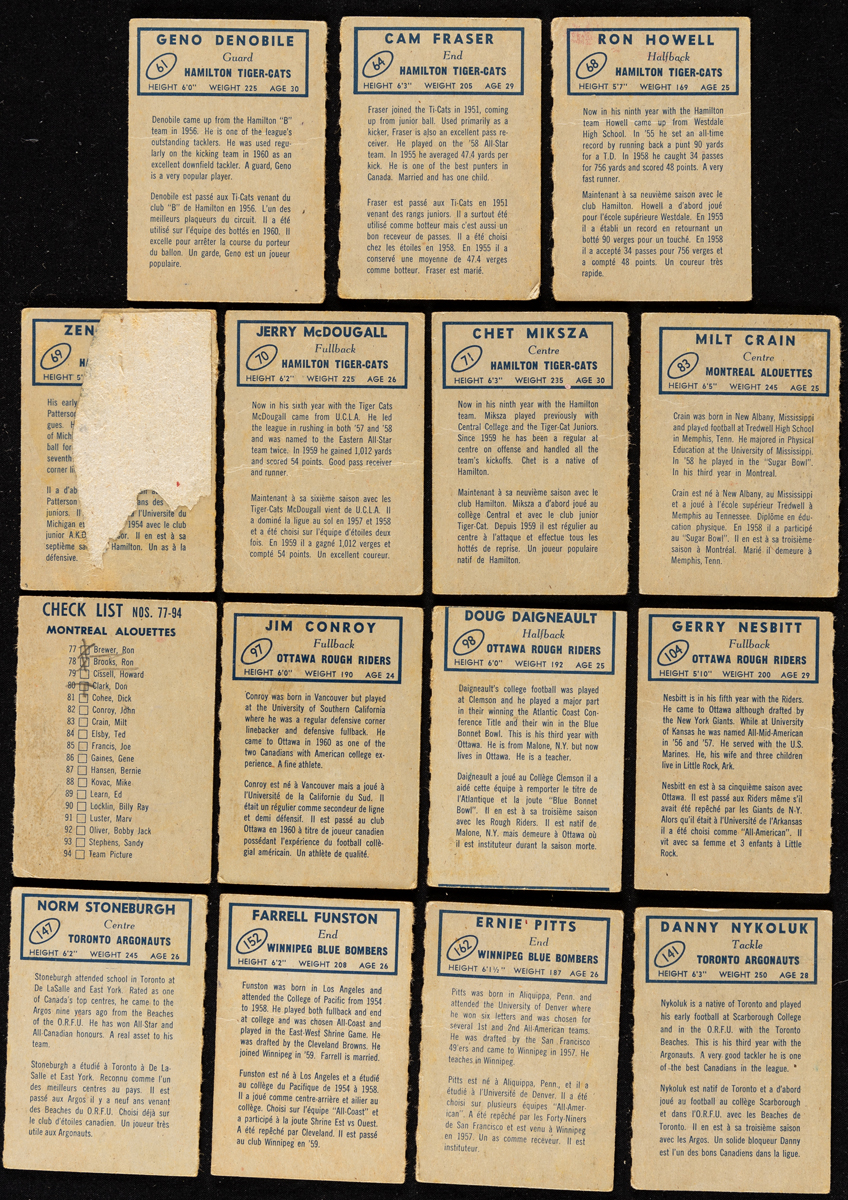 GENO DENOBILE
61
Guard
HAMILTON TIGER-CATS
HEIGHT 6'0" WEIGHT 225 AGE 30
Denobile came up from the Hamilton "B"
team in 1956. He is one of the league's
outstanding tacklers. He was used regu-
larly on the kicking team in 1960 as an
excellent downfield tackler. A guard, Geno
is a very popular player.
Denobile est passé aux Ti-Cats venant du
club "B" de Hamilton en 1956. L'un des
meilleurs plaqueurs du circuit. Il a été
utilisé sur l'équipe des bottés en 1960. Il
excelle pour arrêter la course du porteur
du ballon. Un garde, Geno est un joueur
populaire.
CAM FRASER
64
End
HAMILTON TIGER-CATS
HEIGHT 6'3" WEIGHT 205 AGE 29
Fraser joined the Ti-Cats in 1951, coming
up from junior ball. Used primarily as a
kicker, Fraser is also an excellent pass re-
ceiver. He played on the '58 All-Star
team. In 1955 he averaged 47.4 yards per
kick. He is one of the best punters in
Canada. Married and has one child.
Fraser est passé aux Ti-Cats en 1951
venant des rangs juniors. Il a surtout été
utilisé comme botteur mais c'est aussi un
bon receveur de passes. Il a été choisi
chez les étoiles en 1958. En 1955 il a
conservé une moyenne de 47.4 verges
comme botteur. Fraser est marié.
RON HOWELL
68
Halfback
HAMILTON TIGER-CATS
HEIGHT 5'7" WEIGHT 169 AGE 25
Now in his ninth year with the Hamilton
team Howell came up from Westdale
High School. In '55 he set an all-time
record by running back a punt 90 yards
for a T.D. In 1958 he caught 34 passes
for 756 yards and scored 48 points. A very
fast runner.
Maintenant à sa neuvième saison avec le
club Hamilton. Howell a d'abord joué
pour l'école supérieure Westdale. En 1955
il a établi un record en retournant un
botté 90 verges pour un touché. En 1958
il a accepté 34 passes pour 756 verges et
a compté 48 points. Un coureur très
rapide.
ZEN
69
HEIGHT 5'
His early
Patterson
gues. H
of Mich
ball for
seventh
corner li
Il a d'ab
Patterson ans des
juniors. Il l'Université du
Michigan es 1954 avec le club
junior A.K.O. Il en est à sa
septième sa Hamilton. Un as à la
défensive.
JERRY McDOUGALL
70
Fullback
HAMILTON TIGER-CATS
HEIGHT 6'2" WEIGHT 225 AGE 26
Now in his sixth year with the Tiger Cats
McDougall came from U.C.L.A. He led
the league in rushing in both '57 and '58
and was named to the Eastern All-Star
team twice. In 1959 he gained 1,012 yards
and scored 54 points. Good pass receiver
and runner.
Maintenant à sa sixième saison avec les
Tigers Cats McDougall vient de U.C.L.A. Il
a dominé la ligue au sol en 1957 et 1958
et a été choisi sur l'équipe d'étoiles deux
fois. En 1959 il a gagné 1,012 verges et
compté 54 points. Un excellent coureur.
CHET MIKSZA
71
Centre
HAMILTON TIGER-CATS
HEIGHT 6'3" WEIGHT 235 AGE 30
Now in his ninth year with the Hamilton
team. Miksza played previously with
Central College and the Tiger-Cat Juniors.
Since 1959 he has been a regular at
centre on offense and handled all the
team's kickoffs. Chet is a native of
Hamilton.
Maintenant à sa neuvième saison avec le
club Hamilton. Miksza a d'abord joué au
collège Central et avec le club junior
Tiger-Cat. Depuis 1959 il est régulier au
centre à l'attaque et effectue tous les
hottés de reprise. Un joueur populaire
natif de Hamilton.
MILT CRAIN
83
Centre
MONTREAL ALOUETTES
HEIGHT 6'5" WEIGHT 245 AGE 25
Crain was born in New Albany, Mississippi
and played football at Tredwell High School
in Memphis, Tenn. He majored in Physical
Education at the University of Mississippi.
In '58 he played in the "Sugar Bowl".
In his third year in Montreal.
Crain est né à New Albany, au Mississippi
et a joué à l'école supérieure Tredwell à
Memphis au Tennessee. Diplôme en édu-
cation physique. En 1958 il a participé
au "Sugar Bowl". Il en est à sa troisième
saison à Montréal. Marié il demeure à
Memphis, Tenn.
CHECK LIST NOS. 77-94
MONTREAL ALOUETTES
77 Brewer, Ron
78 Brooks, Ron
79 Cissell, Howard
80 Clark, Don
81 Cohee, Dick
82 Conroy, John
83 Crain, Milt
84 Elsby, Ted
85 Francis, Joe
86 Gaines, Gene
87 Hansen, Bernie
88 Kovac, Mike
89 Learn, Ed
90 Locklin, Billy Ray
91 Luster, Marv
92 Oliver, Bobby Jack
93 Stephens, Sandy
94 Team Picture
JIM CONROY
97
Fullback
OTTAWA ROUGH RIDERS
HEIGHT 6'0" WEIGHT 190 AGE 24
Conroy was born in Vancouver but played
at the University of Southern California
where he was a regular defensive corner
linebacker and defensive fullback. He
came to Ottawa in 1960 as one of the
two Canadians with American college ex-
perience. A fine athlete.
Conroy est né à Vancouver mais a joué à
l'Université de la Californie du Sud. Il
était un régulier comme secondeur de ligne
et demi défensif. Il est passé au club
Ottawa en 1960 à titre de joueur canadien
possédant l'expérience du football collè-
gial américain. Un athlète de qualité.
DOUG DAIGNEAULT
98
Halfback
OTTAWA ROUGH RIDERS
HEIGHT 6'0" WEIGHT 192 AGE 25
Daigneault's college football was played
at Clemson and he played a major part
in their winning the Atlantic Coast Con-
ference Title and their win in the Blue
Bonnet Bowl. This is his third year with
Ottawa. He is from Malone, N.Y. but now
lives in Ottawa. He is a teacher.
Daigneault a joué au Collège Clemson il a
aidé cette équipe à remporter le titre de
l'Atlantique et la joute "Blue Bonnet
Bowl". Il en est à sa troisième saison
avec les Rough Riders. Il est natif de
Malone, N.Y. mais demeure à Ottawa où
il est instituteur durant la saison morte.
GERRY NESBITT
104
Fullback
OTTAWA ROUGH RIDERS
HEIGHT 5'10" WEIGHT 200 AGE 29
Nesbitt is in his fifth year with the Riders.
He came to Ottawa although drafted by
the New York Giants. While at University
of Kansas he was named All-Mid-American
in '56 and '57. He served with the U.S.
Marines. He, his wife and three children
live in Little Rock, Ark.
Nesbitt en est à sa cinquième saison avec
Ottawa. Il est passé aux Riders même s'il
avait été repêché par les Giants de N-Y.
Alors qu'il était à l'Université de l'Arkansas
il a été choisi comme "All-American". Il
vit avec sa femme et 3 enfants à Little
Rock.
NORM STONEBURGH
147
Centre
TORONTO ARGONAUTS
HEIGHT 6'2" WEIGHT 245 AGE 26
Stoneburgh attended school in Toronto at
De LaSalle and East York. Rated as one
of Canada's top centres, he came to the
Argos nine years ago from the Beaches
of the O.R.F.U. He has won All-Star and
All-Canadian honours. A real asset to his
team.
Stoneburgh a étudié à Toronto à De La-
Salle et East York. Reconnu comme l'un
des meilleurs centres au pays. Il est
passé aux Argos il y a neuf ans venant
des Beaches du O.R.F.U. Choisi déjà sur
le club d'étoiles canadien. Un joueur très
utile aux Argonauts.
FARRELL FUNSTON
152
End
WINNIPEG BLUE BOMBERS
HEIGHT 6'2" WEIGHT 208 AGE 26
Funston was born in Los Angeles and
attended the College of Pacific from 1954
to 1958. He played both fullback and end
at college and was chosen All-Coast and
played in the East-West Shrine Game. He
was drafted by the Cleveland Browns. He
joined Winnipeg in '59. Farrell is married.
Funston est né à Los Angeles et a étudié
au collège du Pacifique de 1954 à 1958.
Il a joué comme centre-arrière et ailier au
collège. Choisi sur l'équipe "All-Coast" et
a participé à la joute Shrine Est vs Ouest.
A été repêché par Cleveland. Il est passé
au club Winnipeg en '59.
ERNIE PITTS
162
End
WINNIPEG BLUE BOMBERS
HEIGHT 6'1½" WEIGHT 187 AGE 26
Pitts was born in Aliquippa, Penn. and
attended the University of Denver where
he won six letters and was chosen for
several 1st and 2nd All-American teams.
He was drafted by the San Francisco
49'ers and came to Winnipeg in 1957. He
teaches in Winnipeg.
Pitts est né à Aliquippa, Penn., et il a
étudié à l'Université de Denver. Il a été
choisi sur plusieurs équipes "All-Amer-
ican". A été repêché par les Forty-Niners
de San Francisco et est venu à Winnipeg
en 1957. Un as comme receveur. Il est
instituteur.
DANNY NYKOLUK
141
Tackle
TORONTO ARGONAUTS
HEIGHT 6'3" WEIGHT 250 AGE 28
Nykoluk is a native of Toronto and played
his early football at Scarborough College
and in the O.R.F.U. with the Toronto
Beaches. This is his third year with the
Argonauts. A very good tackler he is one
of the best Canadians in the league.
Nykoluk est natif de Toronto et a d'abord
joué au football au collège Scarborough
et dans l'O.R.F.U. avec les Beaches de
Toronto. Il en est à sa troisième saison
avec les Argos. Un solide bloqueur Danny
est l'un des bons Canadiens dans la ligue.